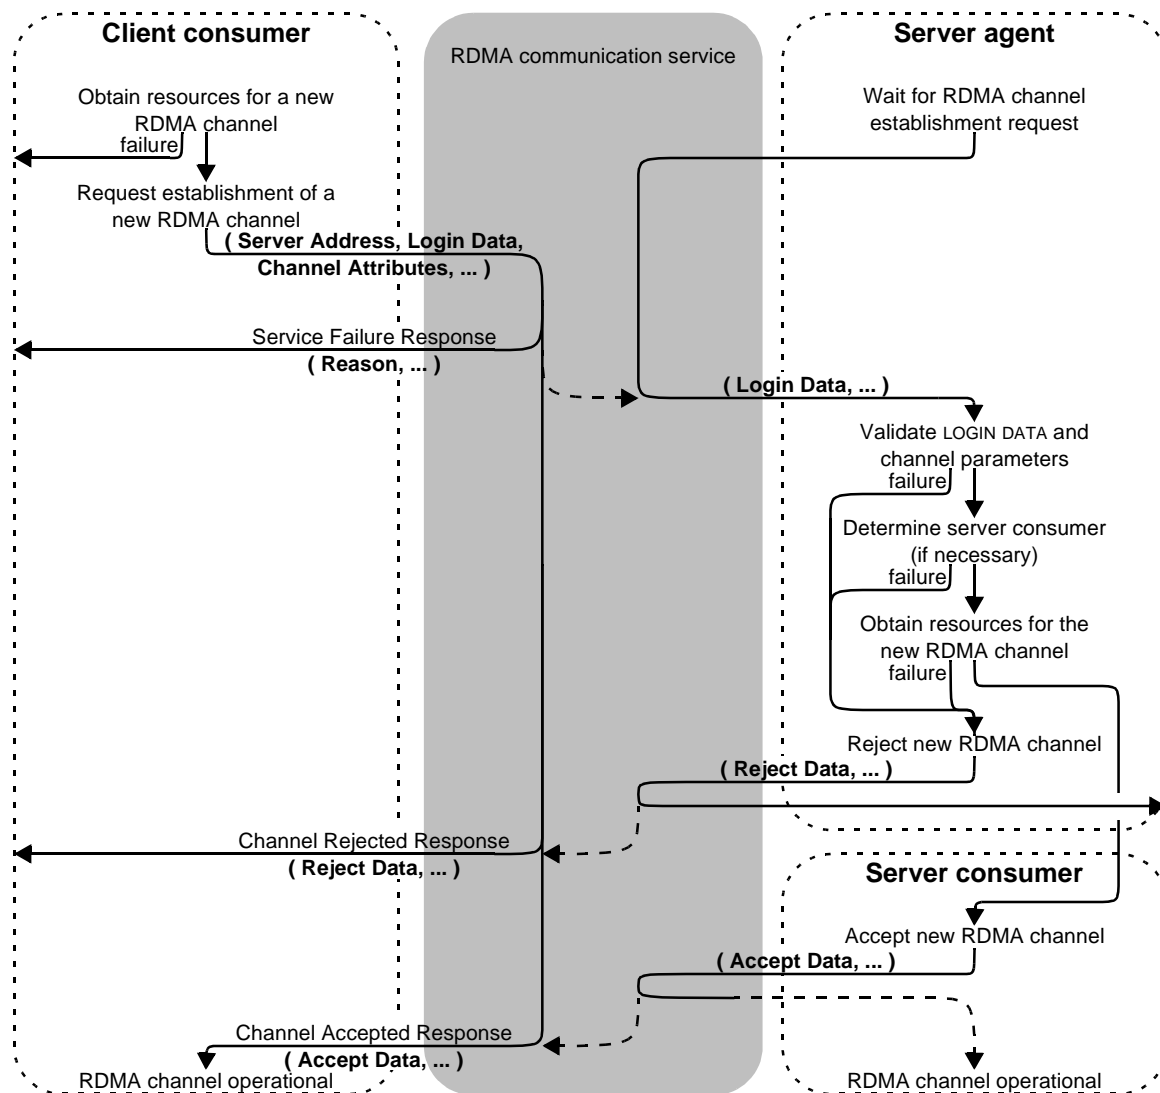 Client consumer
Obtain resources for a new
RDMA channel
failure
Request establishment of a
new RDMA channel
( Server Address, Login Data,
Channel Attributes, ... )
Service Failure Response
( Reason, ... )
Channel Rejected Response
( Reject Data, ... )
Channel Accepted Response
( Accept Data, ... )
RDMA channel operational
RDMA communication service
Server agent
Wait for RDMA channel
establishment request
( Login Data, ... )
Validate LOGIN DATA and
channel parameters
failure
Determine server consumer
(if necessary)
failure
Obtain resources for the
new RDMA channel
failure
Reject new RDMA channel
( Reject Data, ... )
Server consumer
Accept new RDMA channel
( Accept Data, ... )
RDMA channel operational